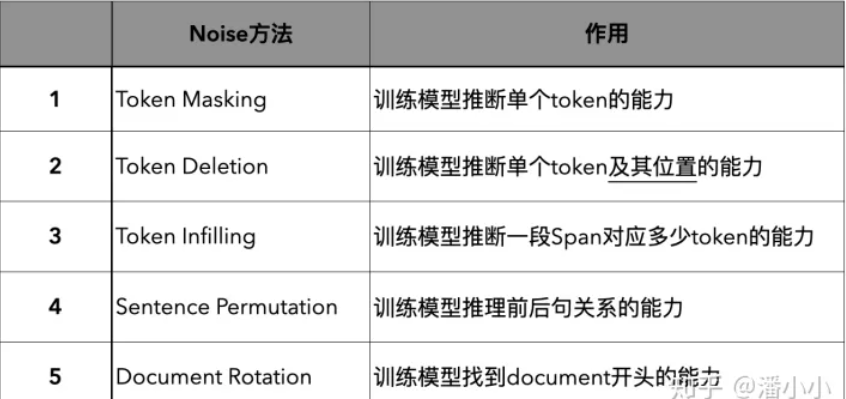 Noise方法 作用
1 Token Masking 训练模型推断单个token的能力
2 Token Deletion 训练模型推断单个token及其位置的能力
3 Token Infilling 训练模型推断一段Span对应多少token的能力
4 Sentence Permutation 训练模型推理前后句关系的能力
5 Document Rotation 训练模型找到document开头的能力
知乎 @潘小小